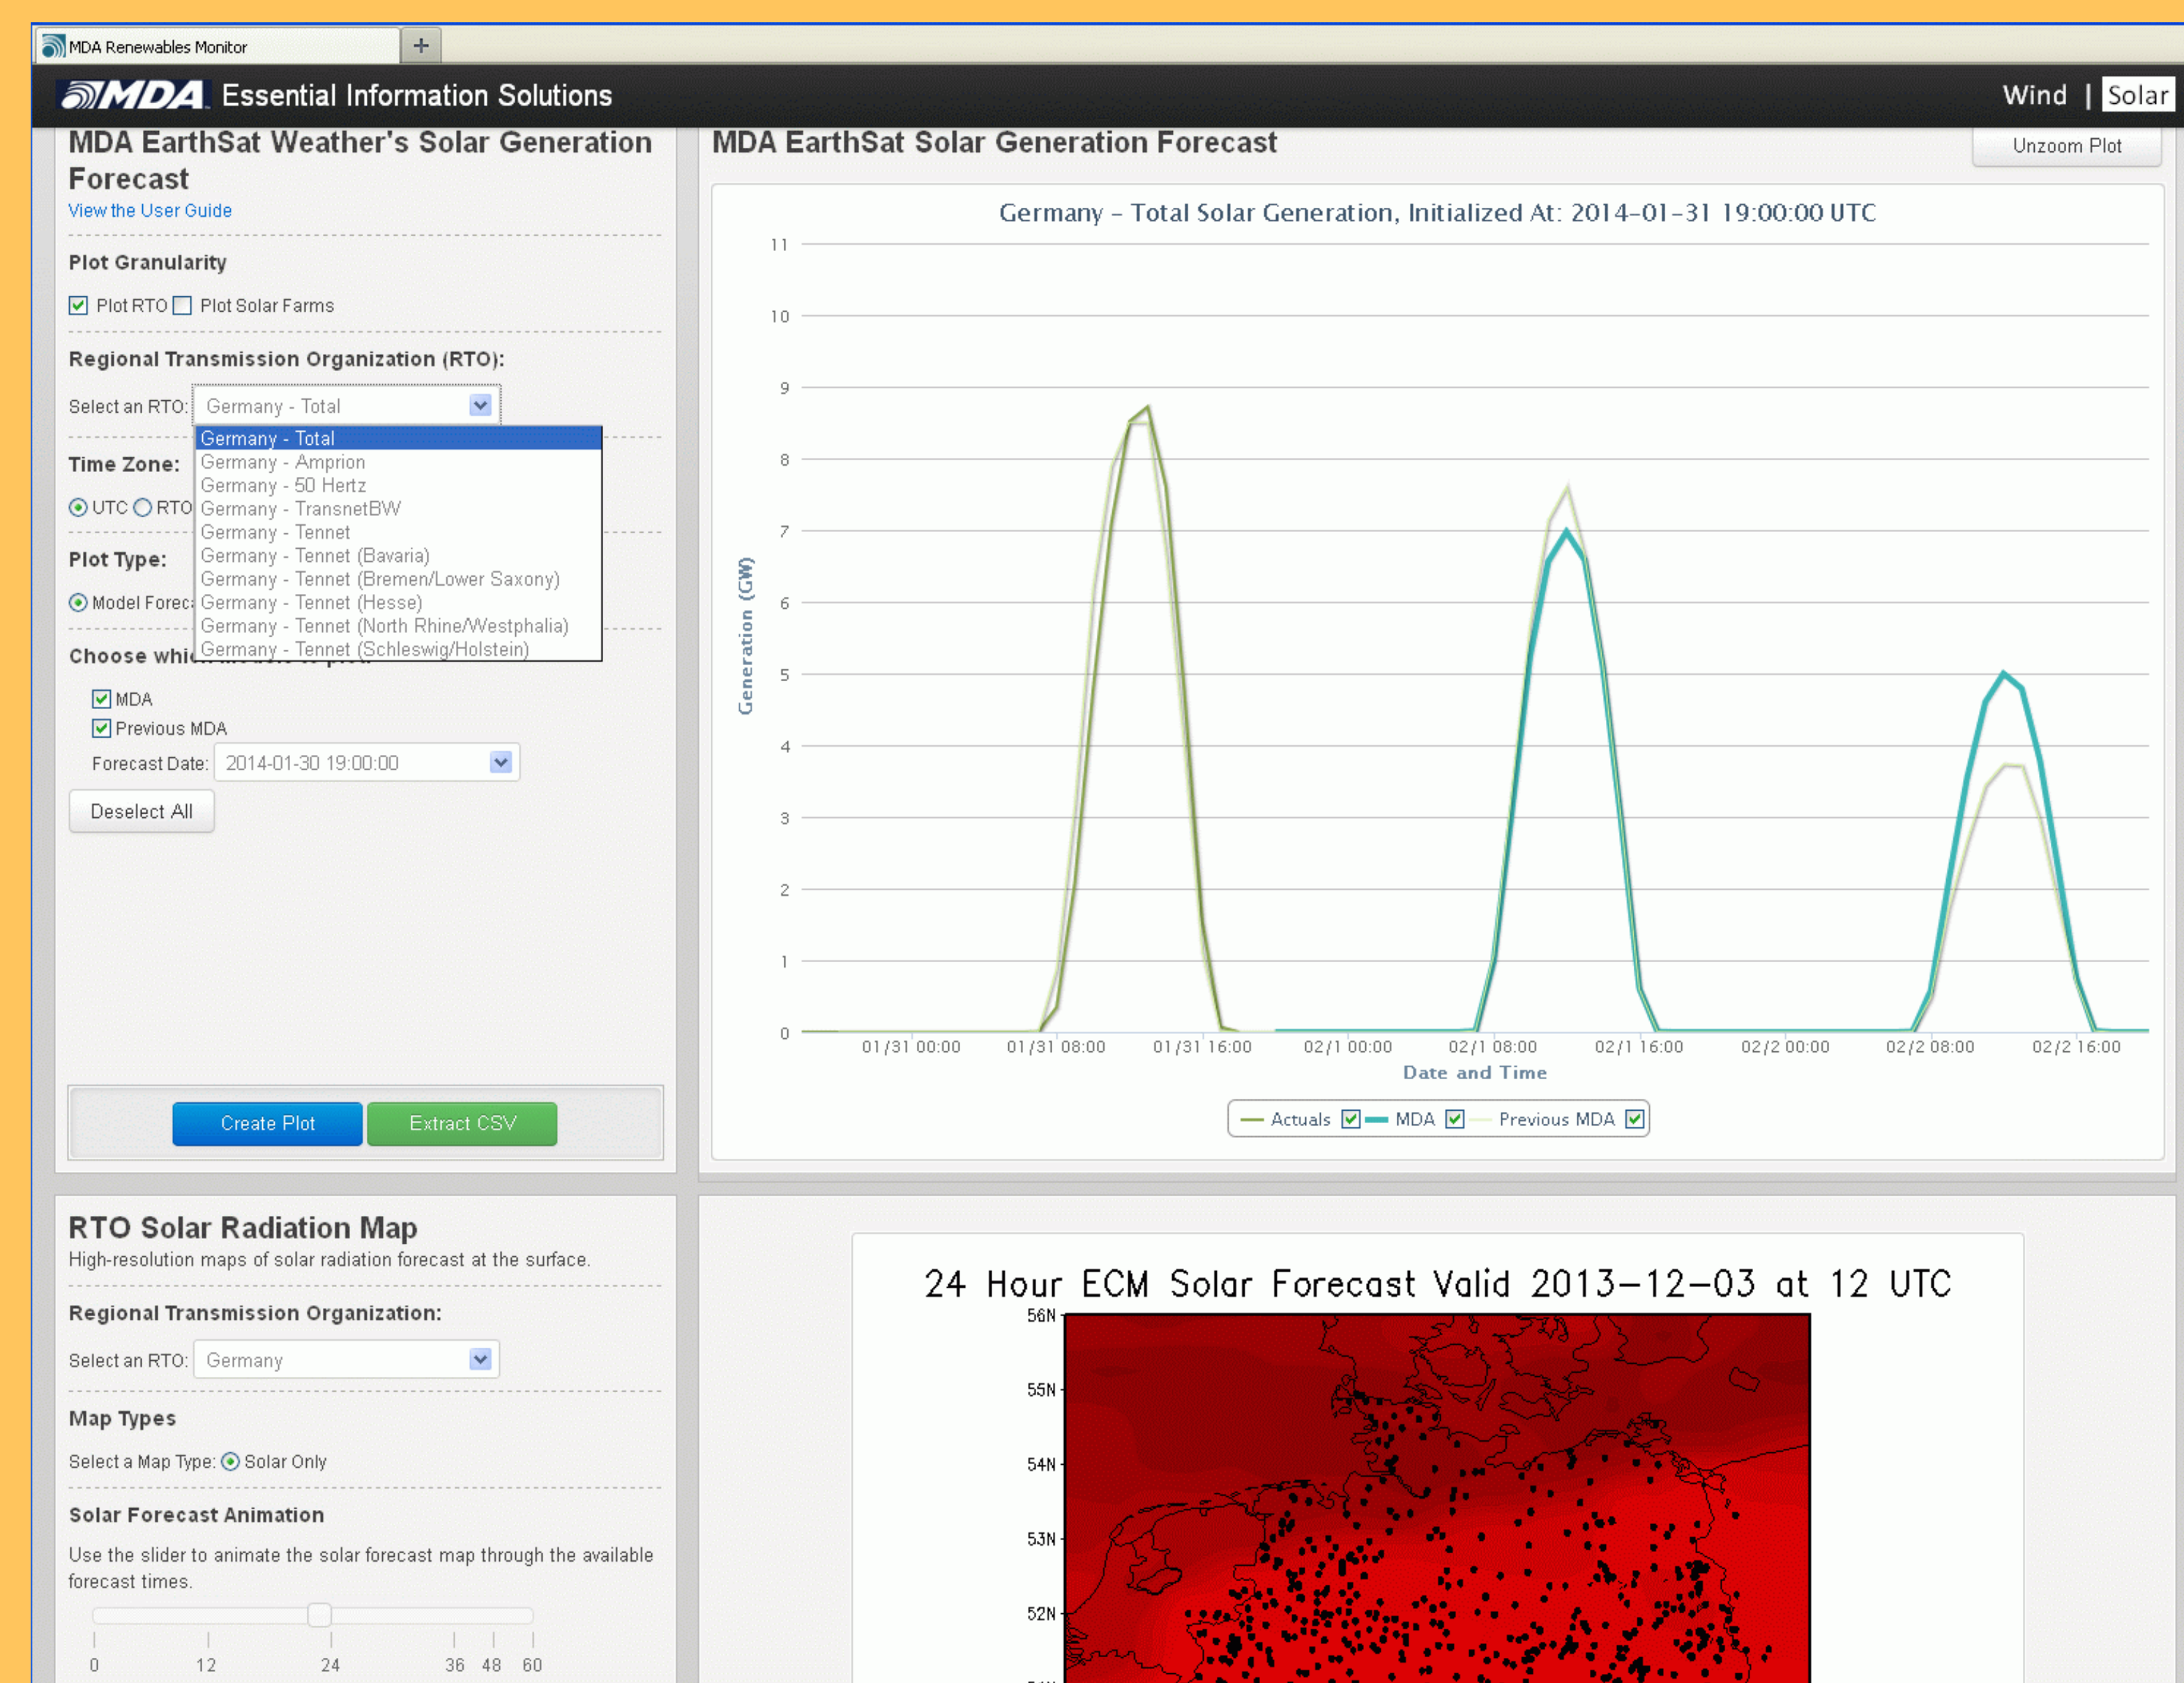 MDA Renewables Monitor
+
MDA Essential Information Solutions
Wind | Solar
MDA EarthSat Weather's Solar Generation
Forecast
View the User Guide
Plot Granularity
Plot RTO Plot Solar Farms
Regional Transmission Organization (RTO):
Select an RTO: Germany - Total
Germany - Total
Germany - Amprion
Germany - 50 Hertz
Germany - TransnetBW
Germany - Tennet
Germany - Tennet (Bavaria)
Germany - Tennet (Bremen/Lower Saxony)
Germany - Tennet (Hesse)
Germany - Tennet (North Rhine/Westphalia)
Germany - Tennet (Schleswig/Holstein)
Time Zone:
UTC RTO
Plot Type:
Model
Choose
MDA
Previous MDA
Forecast Date: 2014-01-30 19:00:00
Deselect All
Create Plot Extract CSV
MDA EarthSat Solar Generation Forecast
Unzoom Plot
Germany - Total Solar Generation, Initialized At: 2014-01-31 19:00:00 UTC
Generation (GW)
11
10
9
8
7
6
5
4
3
2
1
0
01/31 00:00 01/31 08:00 01/31 16:00 02/1 00:00 02/1 08:00 02/1 16:00 02/2 00:00 02/2 08:00 02/2 16:00
Date and Time
Actuals MDA Previous MDA
RTO Solar Radiation Map
High-resolution maps of solar radiation forecast at the surface.
Regional Transmission Organization:
Select an RTO: Germany
Map Types
Select a Map Type: Solar Only
Solar Forecast Animation
Use the slider to animate the solar forecast map through the available
forecast times.
0 12 24 36 48 60
24 Hour ECM Solar Forecast Valid 2013-12-03 at 12 UTC
56N
55N
54N
53N
52N